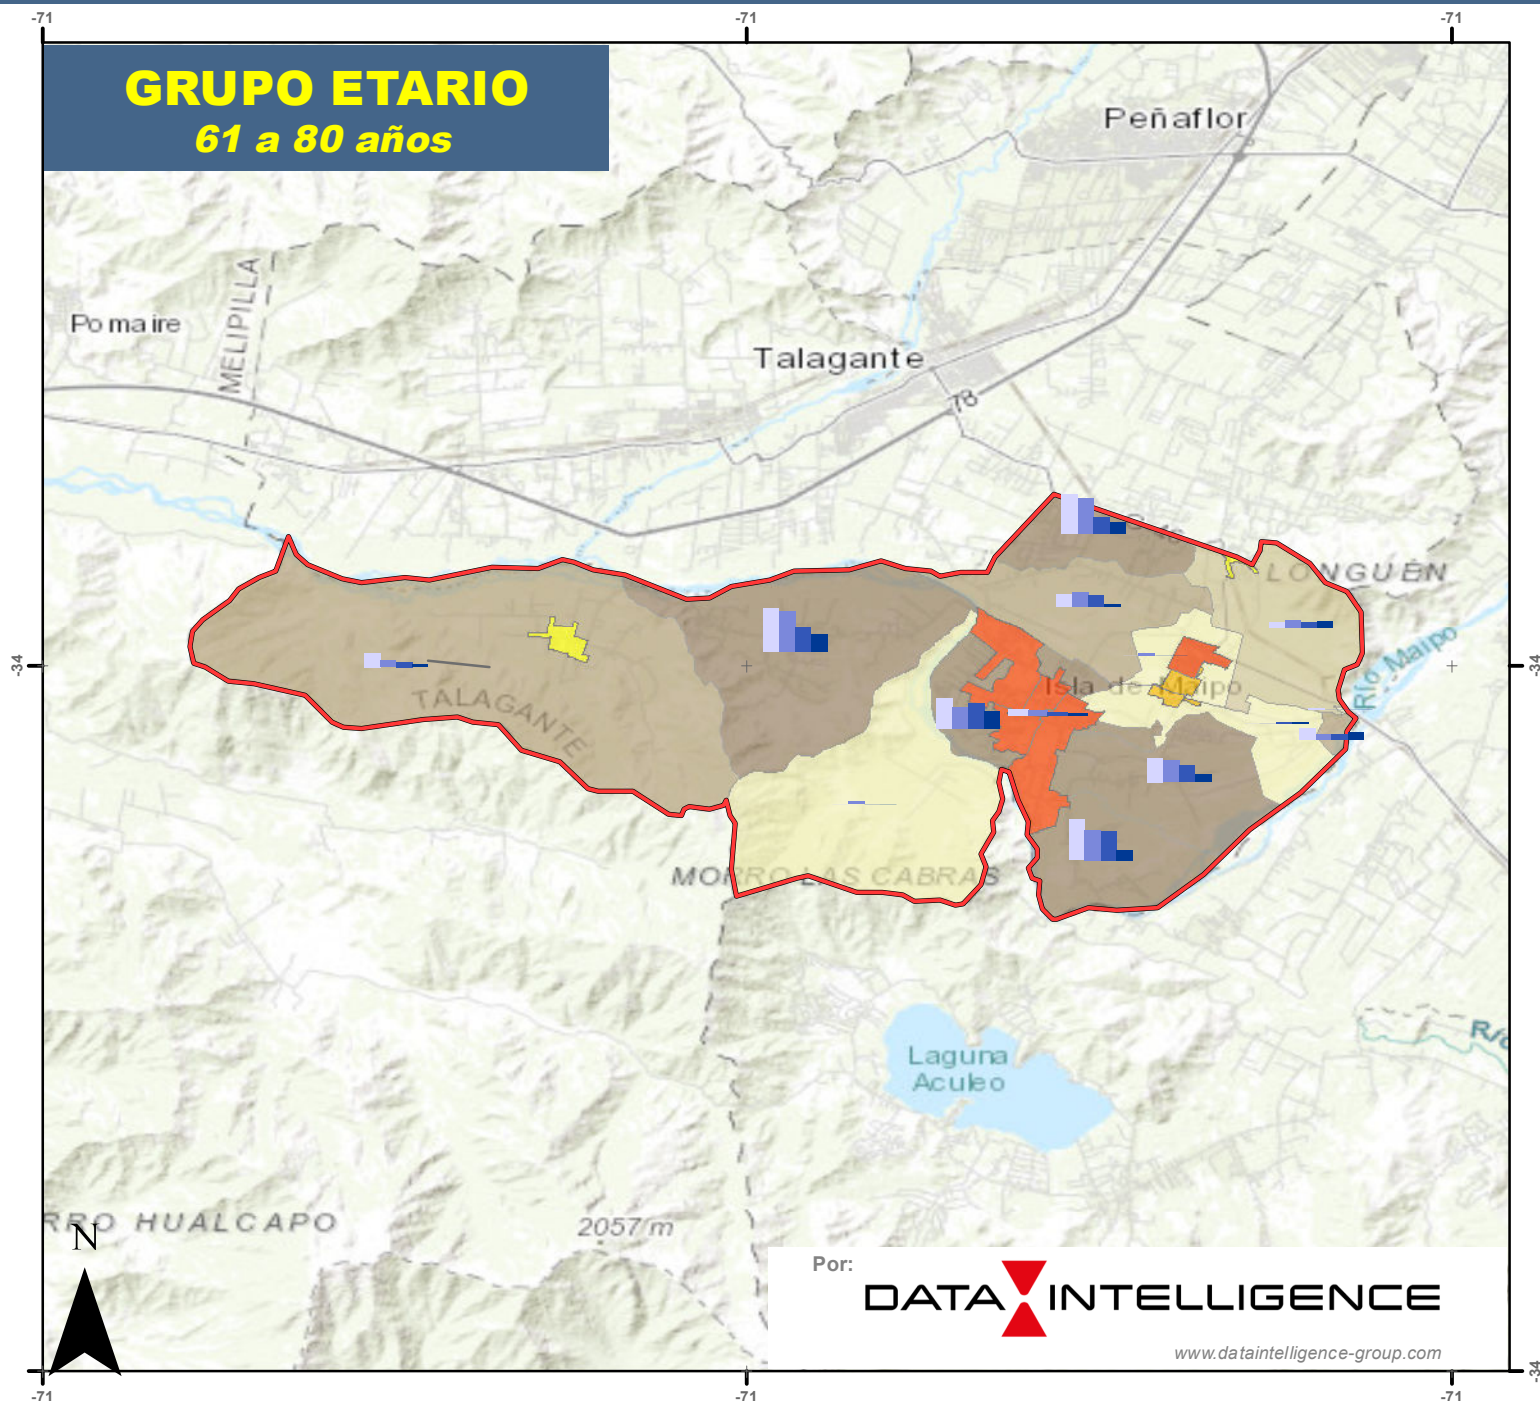 -71
-71
-71
GRUPO ETARIO
61 a 80 años
Peñaflor
Pomaire
MELIPILLA
Talagante
78
LONGUÉN
-34
-34
Río Maipo
Isla de Maipo
TALAGANTE
MORRO LAS CABRAS
Laguna
Aculeo
RRO HUALCAPO
2057 m
N
Por:
DATA INTELLIGENCE
www.dataintelligence-group.com
-34
-71
-71
-71